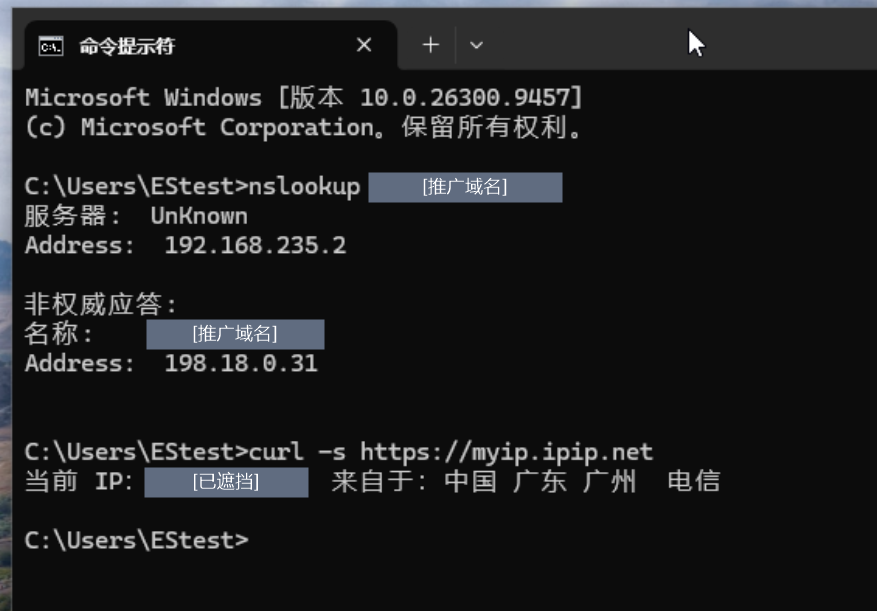 命令提示符
Microsoft Windows [版本 10.0.26300.9457]
(c) Microsoft Corporation。保留所有权利。
C:\Users\EStest>nslookup [推广域名]
服务器:  UnKnown
Address:  192.168.235.2
非权威应答:
名称:    [推广域名]
Address:  198.18.0.31
C:\Users\EStest>curl -s https://myip.ipip.net
当前 IP: [已遮挡]  来自于: 中国 广东 广州  电信
C:\Users\EStest>